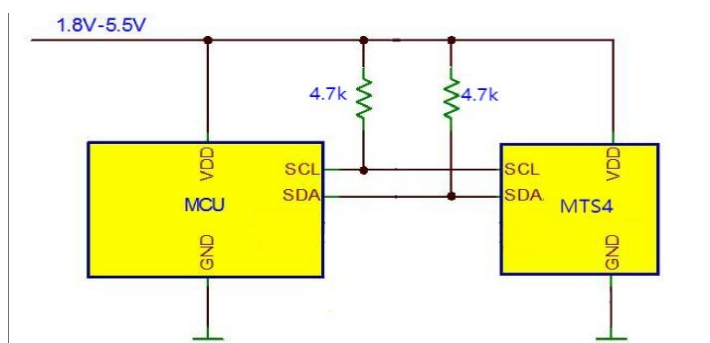 1.8V-5.5V
4.7k
4.7k
VDD
VDD
SCL
SCL
SDA
SDA
MCU
MTS4
GND
GND